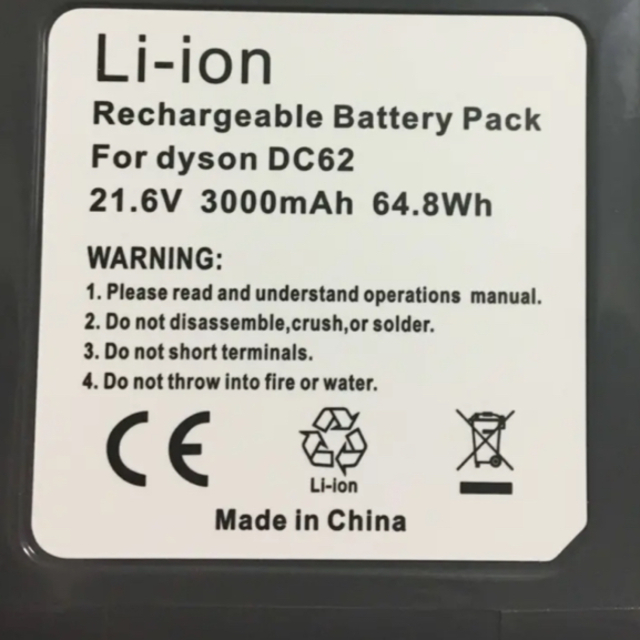 Li-ion
Rechargeable Battery Pack
For dyson DC62
21.6V 3000mAh 64.8Wh
WARNING:
1. Please read and understand operations manual.
2. Do not disassemble,crush,or solder.
3. Do not short terminals.
4. Do not throw into fire or water.
CE
Li-ion
Made in China